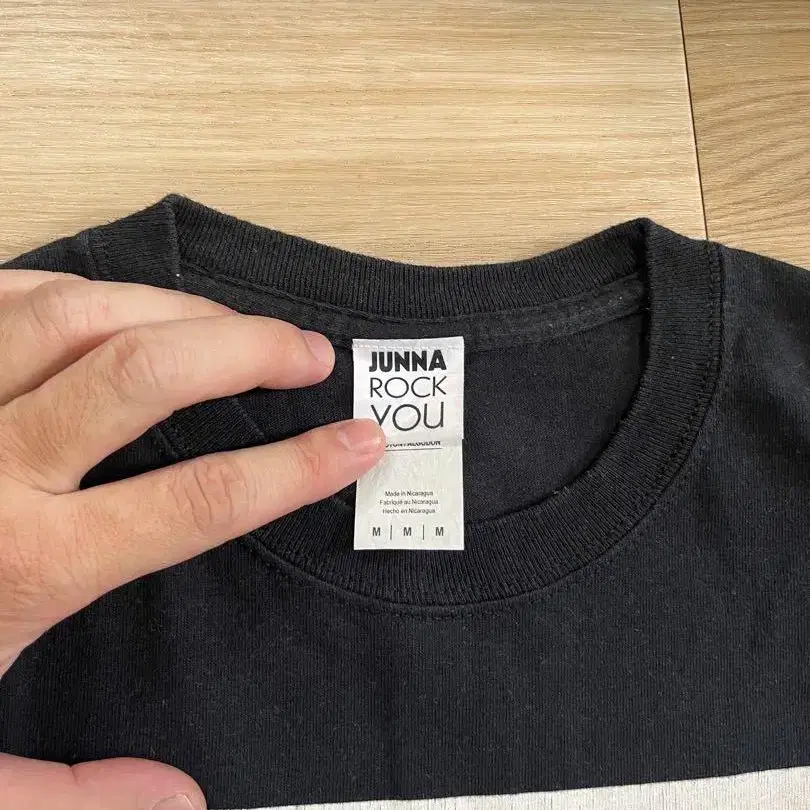 JUNNA
ROCK
YOU
Made in Nicaragua
Fabriqué au Nicaragua
Hecho en Nicaragua
M | M | M